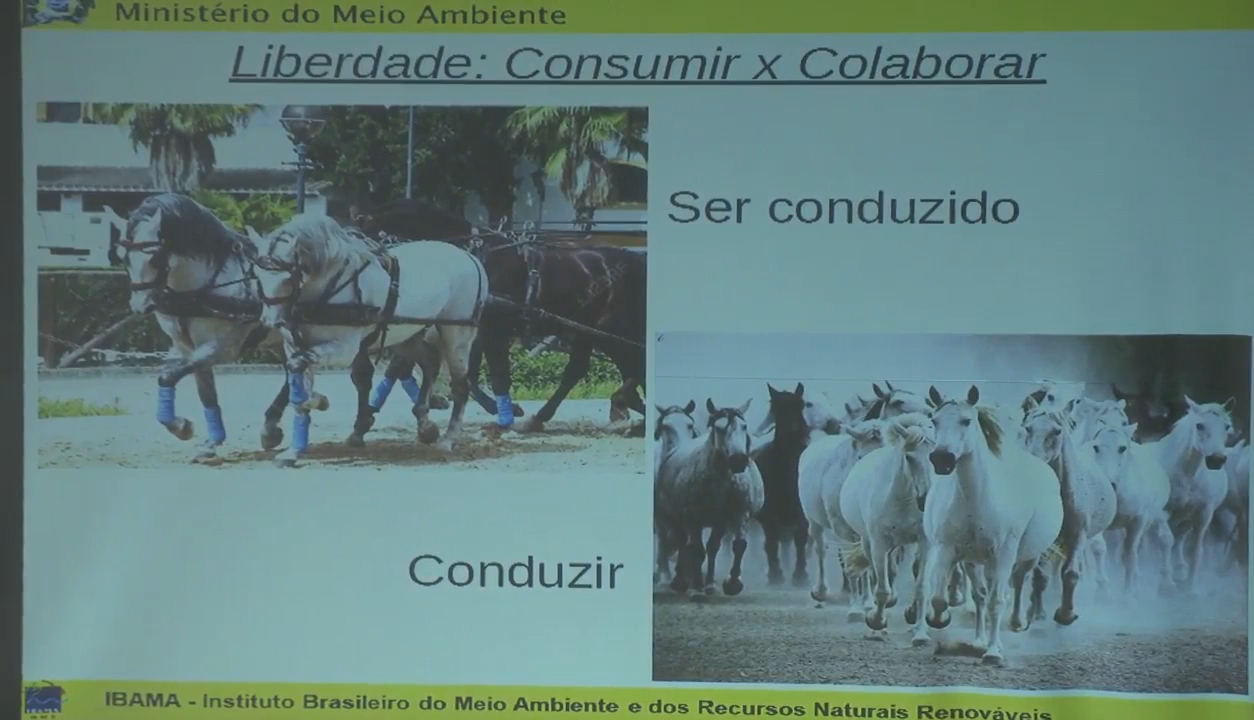 Ministério do Meio Ambiente
Liberdade: Consumir x Colaborar
Ser conduzido
Conduzir
IBAMA - Instituto Brasileiro do Meio Ambiente e dos Recursos Naturais Renováveis